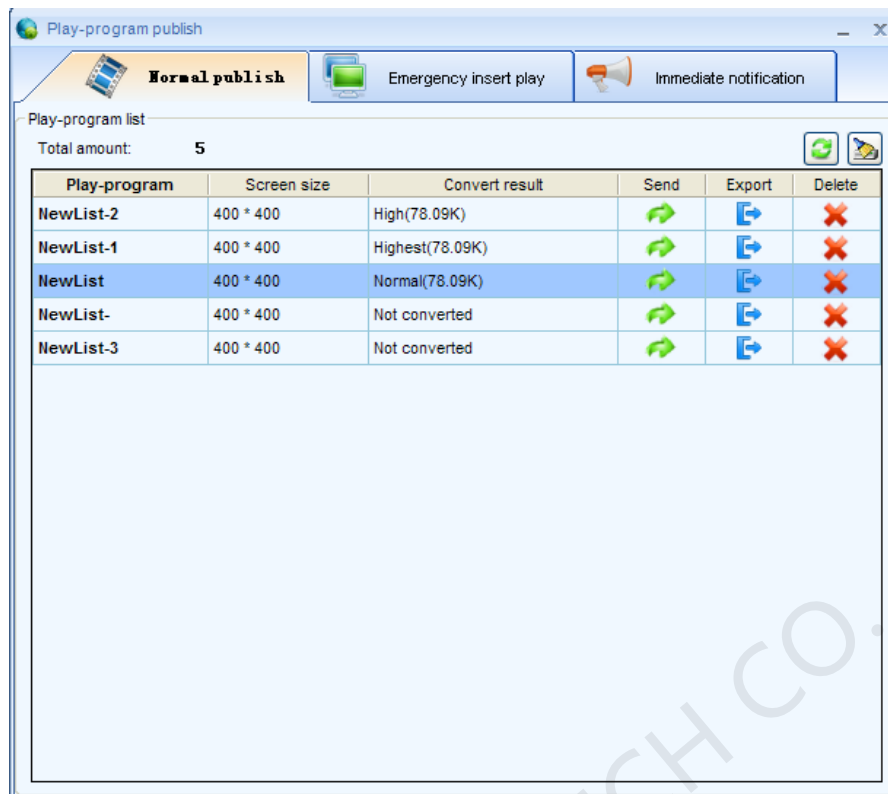 Play-program publish
Normal publish Emergency insert play Immediate notification
Play-program list
Total amount: 5
Play-program Screen size Convert result Send Export Delete
NewList-2 400 * 400 High(78.09K)
NewList-1 400 * 400 Highest(78.09K)
NewList 400 * 400 Normal(78.09K)
NewList- 400 * 400 Not converted
NewList-3 400 * 400 Not converted
CH CO.